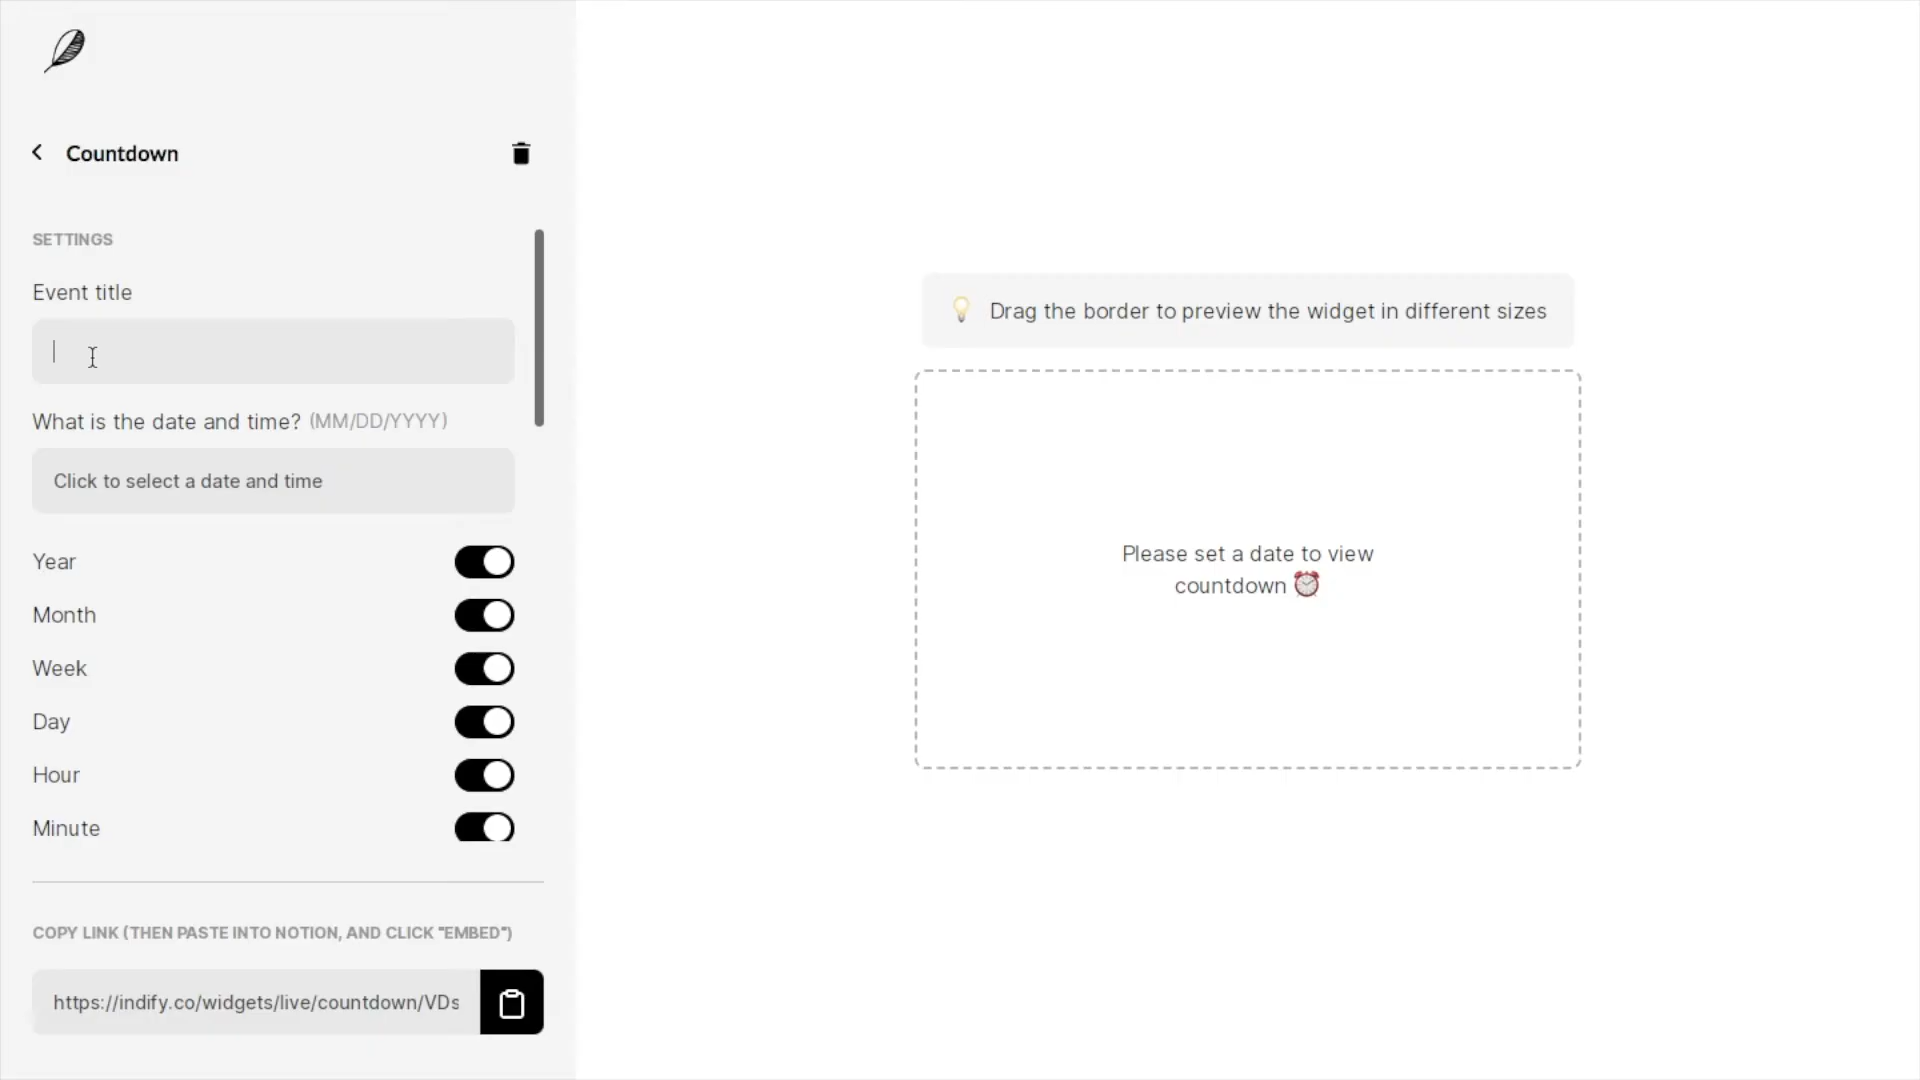 Countdown
SETTINGS
Event title
What is the date and time? (MM/DD/YYYY)
Click to select a date and time
Year
Month
Week
Day
Hour
Minute
COPY LINK (THEN PASTE INTO NOTION, AND CLICK "EMBED")
https://indify.co/widgets/live/countdown/VDs
Drag the border to preview the widget in different sizes
Please set a date to view
countdown